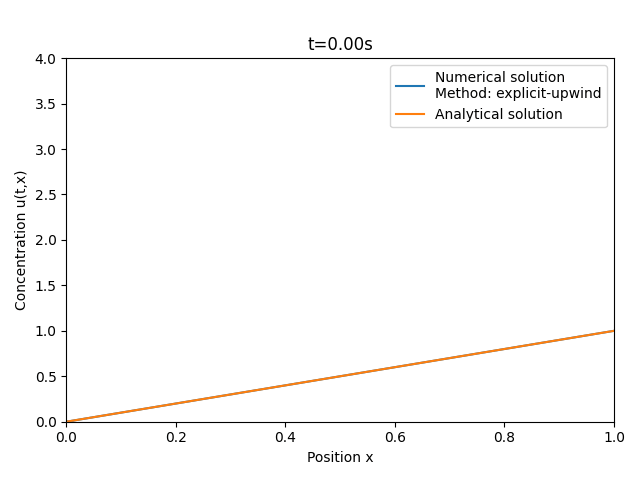 t=0.00s
Numerical solution
Method: explicit-upwind
Analytical solution
Concentration u(t,x)
4.0
3.5
3.0
2.5
2.0
1.5
1.0
0.5
0.0
0.0 0.2 0.4 0.6 0.8 1.0
Position x